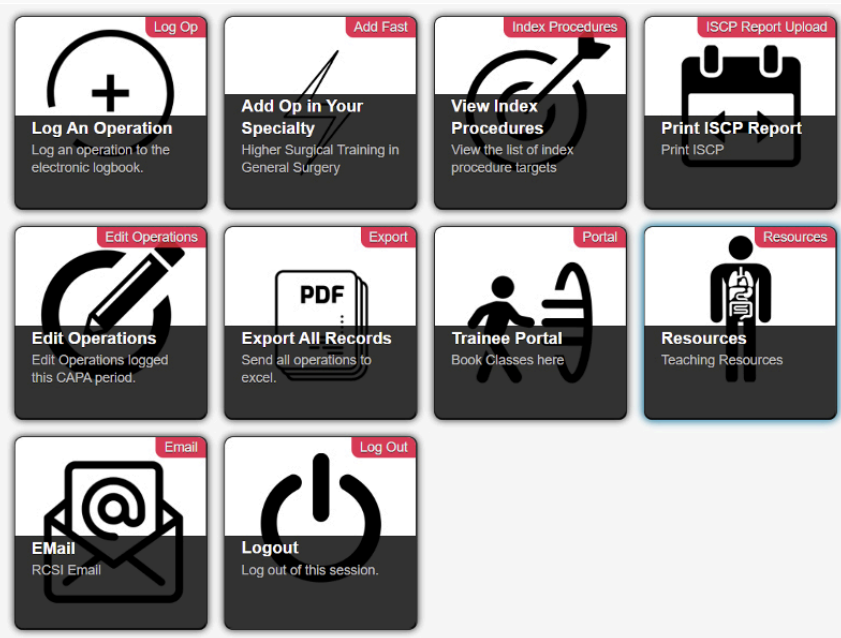 Log Op
Log An Operation
Log an operation to the
electronic logbook.
Add Fast
Add Op in Your
Specialty
Higher Surgical Training in
General Surgery
Index Procedures
View Index
Procedures
View the list of index
procedure targets
ISCP Report Upload
Print ISCP Report
Print ISCP
Edit Operations
Edit Operations
Edit Operations logged
this CAPA period.
Export
PDF
Export All Records
Send all operations to
excel.
Portal
Trainee Portal
Book Classes here
Resources
Resources
Teaching Resources
Email
@
EMail
RCSI Email
Log Out
Logout
Log out of this session.